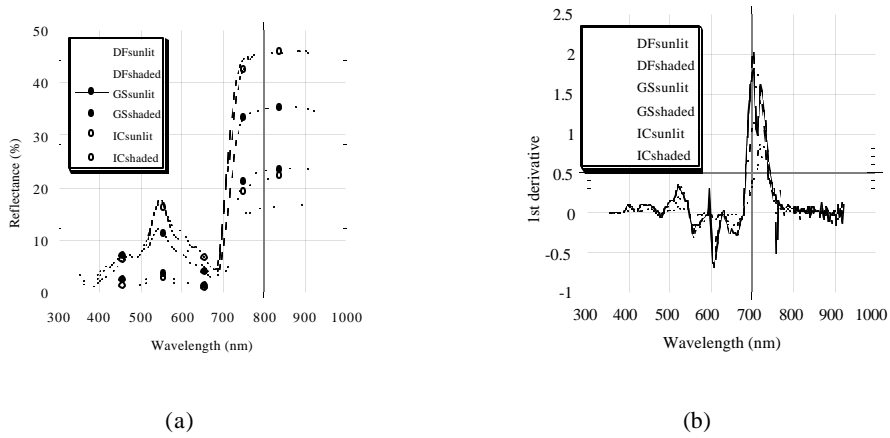 50
40
30
20
10
0
Reflectance (%)
DFsunlit
DFshaded
GSsunlit
GSshaded
ICsunlit
ICshaded
300 400 500 600 700 800 900 1000
Wavelength (nm)
(a)
2.5
2
1.5
1
0.5
0
-0.5
-1
1st derivative
DFsunlit
DFshaded
GSsunlit
GSshaded
ICsunlit
ICshaded
300 400 500 600 700 800 900 1000
Wavelength (nm)
(b)